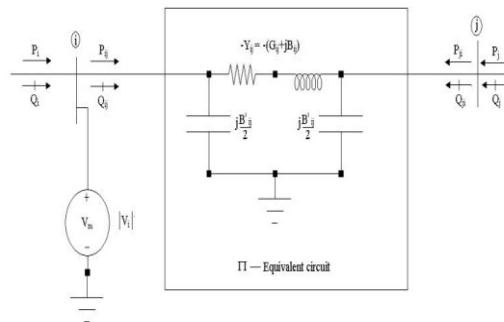 i
j
P_i
P_ij
-Y_ij = -(G_ij+jB_ij)
P_ji
P_j
Q_i
Q_ij
Q_ji
Q_j
jB'_ij/2
jB'_ij/2
+
V_m
|V_i|
-
Π — Equivalent circuit